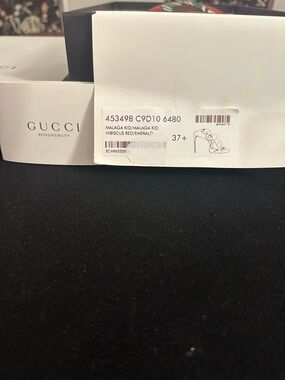 GUCCI
RESPONSIBILITY
453498 C9D10 6480
MALAGA KID/MALAGA KID
HIBISCUS RED/EMERALD
37+